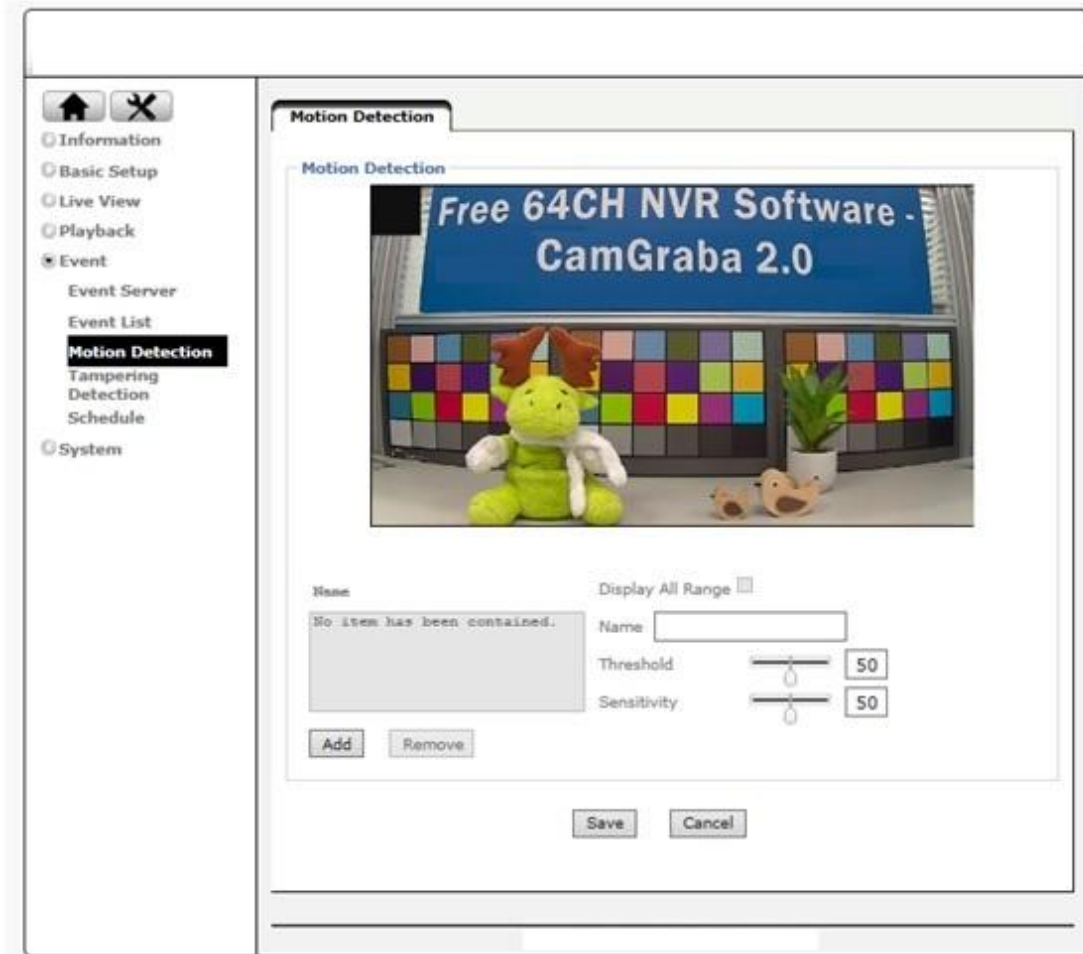 Information
Basic Setup
Live View
Playback
Event
Event Server
Event List
Motion Detection
Tampering
Detection
Schedule
System
Motion Detection
Motion Detection
Free 64CH NVR Software -
CamGraba 2.0
Name
No item has been contained.
Add
Remove
Display All Range
Name
Threshold
50
Sensitivity
50
Save
Cancel